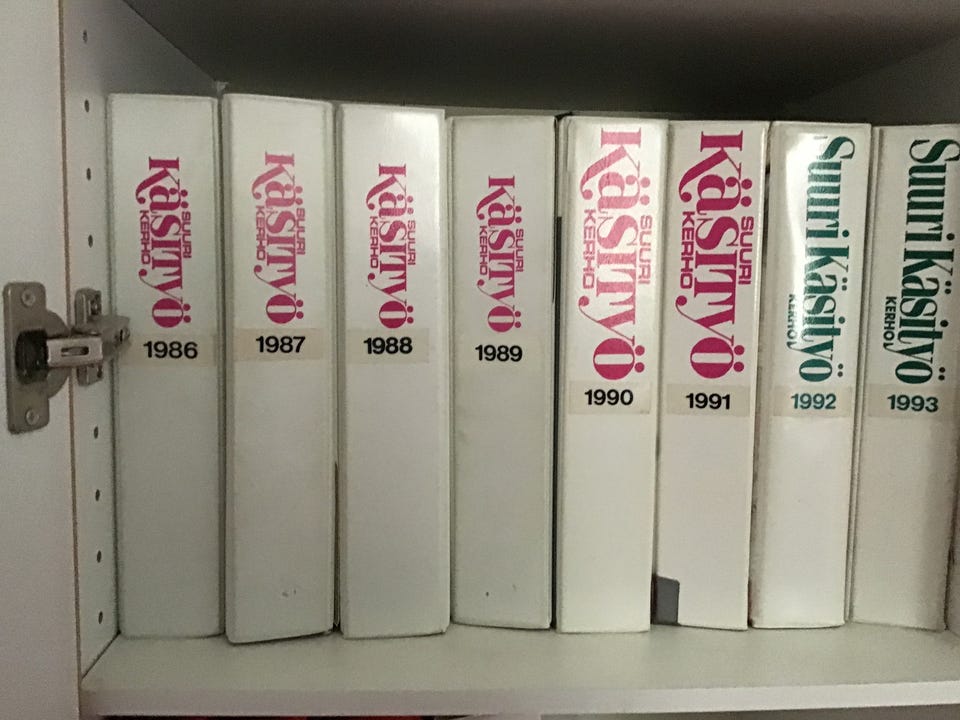 SUURI
Käsityö
KERHO
1986
SUURI
Käsityö
KERHO
1987
SUURI
Käsityö
KERHO
1988
SUURI
Käsityö
KERHO
1989
SUURI
Käsityö
KERHO
1990
SUURI
Käsityö
KERHO
1991
Suuri Käsityö
KERHO
1992
Suuri Käsityö
KERHO
1993